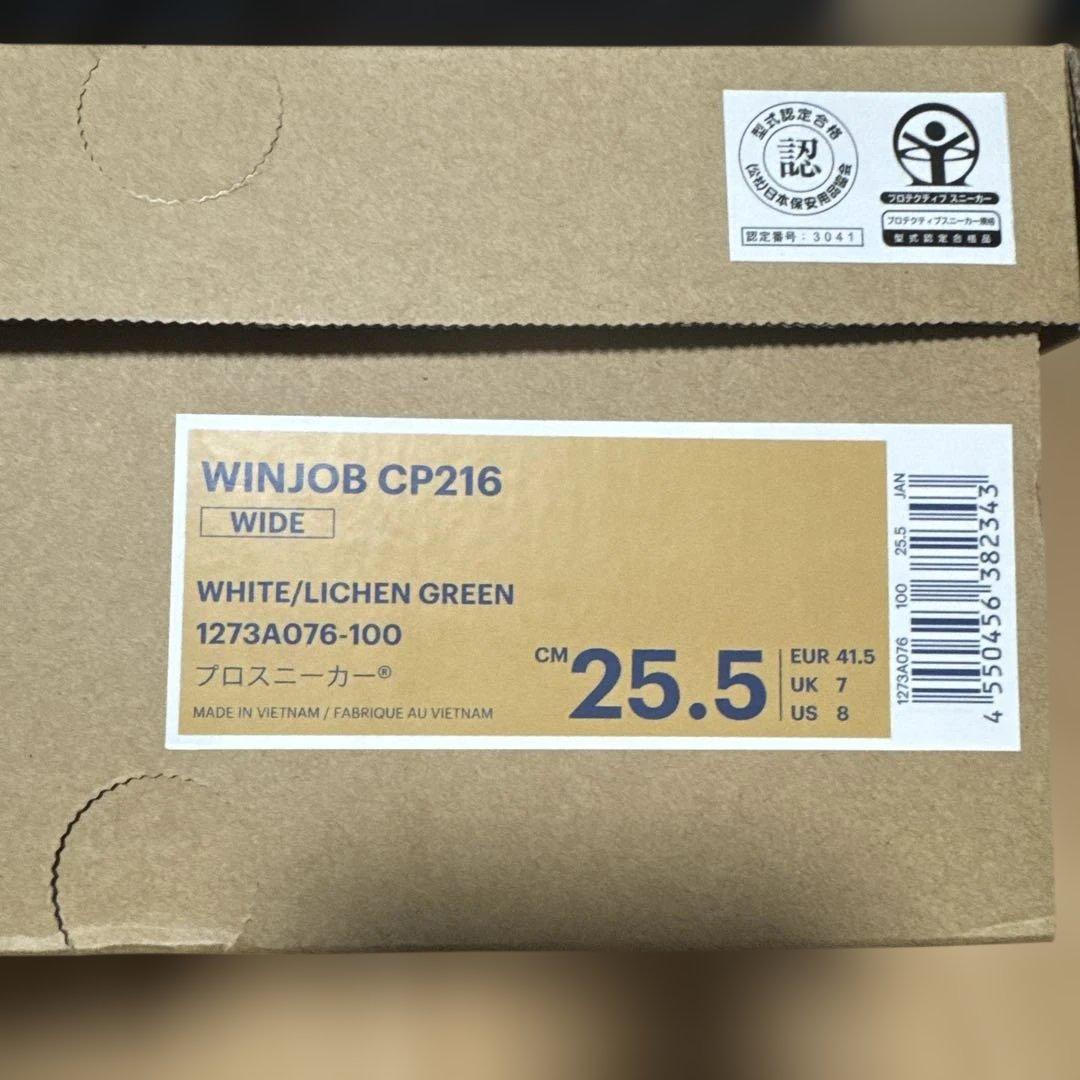 型式認定合格
認
(公社)日本保安用品協会
認定番号：3041
プロテクティブ スニーカー
プロテクティブスニーカー規格
型式認定合格品
WINJOB CP216
WIDE
WHITE/LICHEN GREEN
1273A076-100
プロスニーカー®
MADE IN VIETNAM / FABRIQUE AU VIETNAM
CM 25.5
EUR 41.5
UK 7
US 8
1273A076 100 25.5 JAN
4550456382343